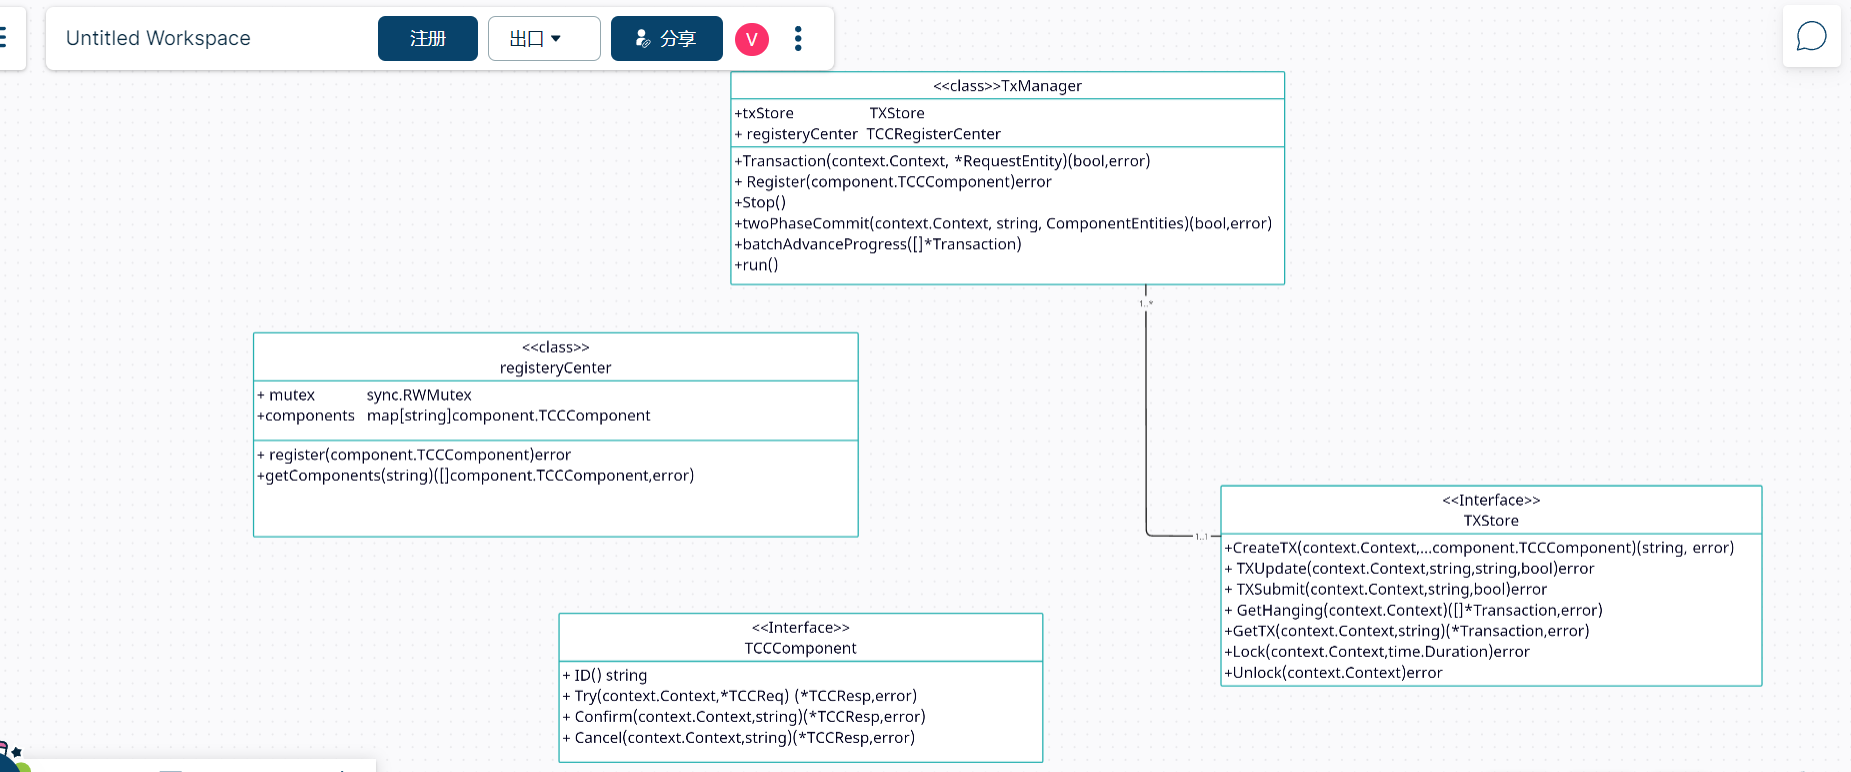 Untitled Workspace
注册
出口
分享
V
<<class>>TxManager
+txStore TXStore
+ registeryCenter TCCRegisterCenter
+Transaction(context.Context, *RequestEntity)(bool,error)
+ Register(component.TCCComponent)error
+Stop()
+twoPhaseCommit(context.Context, string, ComponentEntities)(bool,error)
+batchAdvanceProgress([]*Transaction)
+run()
1..*
<<class>>
registeryCenter
+ mutex sync.RWMutex
+components map[string]component.TCCComponent
+ register(component.TCCComponent)error
+getComponents(string)([]component.TCCComponent,error)
1..1
<<Interface>>
TXStore
+CreateTX(context.Context,...component.TCCComponent)(string, error)
+ TXUpdate(context.Context,string,string,bool)error
+ TXSubmit(context.Context,string,bool)error
+ GetHanging(context.Context)([]*Transaction,error)
+GetTX(context.Context,string)(*Transaction,error)
+Lock(context.Context,time.Duration)error
+Unlock(context.Context)error
<<Interface>>
TCCComponent
+ ID() string
+ Try(context.Context,*TCCReq) (*TCCResp,error)
+ Confirm(context.Context,string)(*TCCResp,error)
+ Cancel(context.Context,string)(*TCCResp,error)